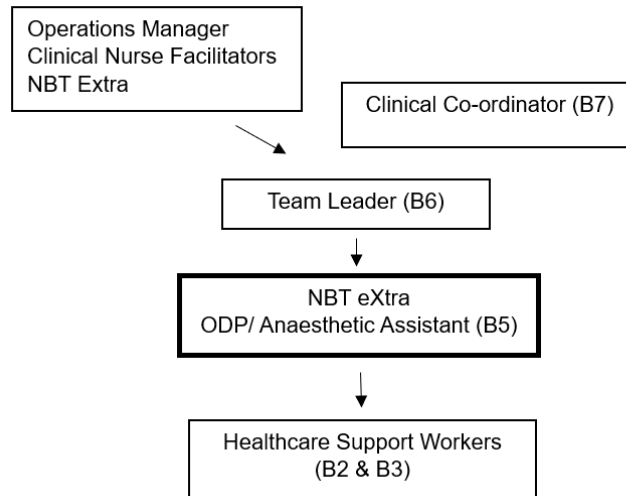 Operations Manager
Clinical Nurse Facilitators
NBT Extra
Clinical Co-ordinator (B7)
Team Leader (B6)
NBT eXtra
ODP/ Anaesthetic Assistant (B5)
Healthcare Support Workers
(B2 & B3)